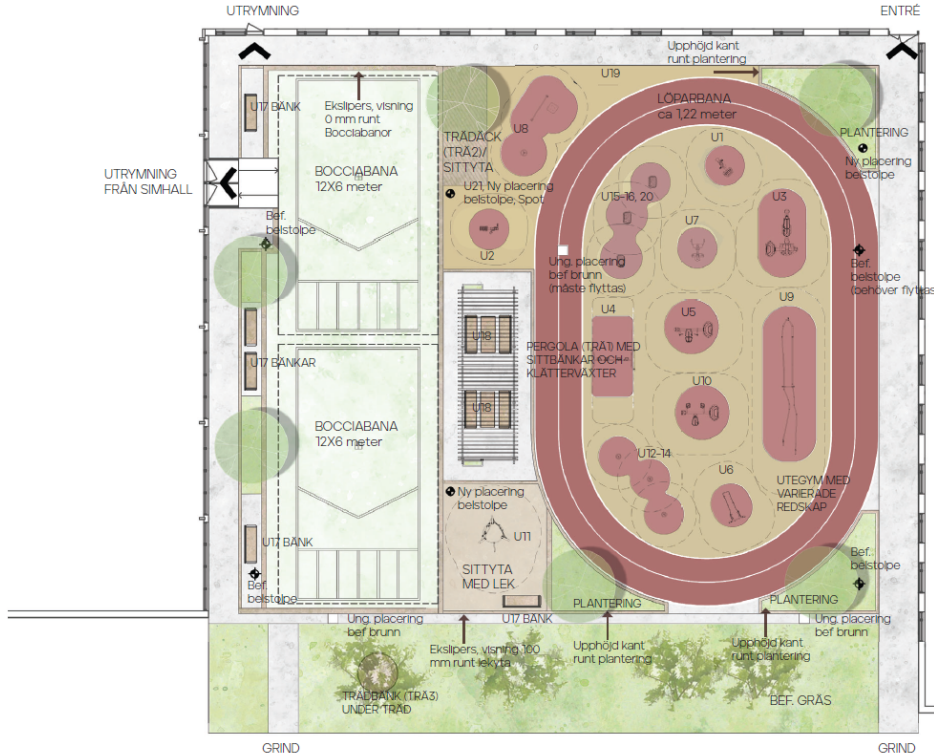 UTRYMNING
ENTRÉ
Upphöjd kant
runt plantering
U19
U17 BÄNK
Ekslipers, visning
0 mm runt
Bocciabanor
U8
LÖPARBANA
ca 1,22 meter
TRÄDÄCK
(TRÄ2)/
SITTYTA
U1
PLANTERING
Ny placering
belstolpe
BOCCIABANA
12X6 meter
UTRYMNING
FRÅN SIMHALL
U21, Ny placering
belstolpe, Spot
U15-16, 20
U3
U7
Bef.
belstolpe
U2
Ung. placering
bef brunn
(måste flyttas)
Bef.
belstolpe
(behöver flyttas
U4
U5
U9
U18
PERGOLA (TRÄ1) MED
SITTBÄNKAR OCH
KLÄTTERVÄXTER
U17 BÄNKAR
U10
U18
BOCCIABANA
12X6 meter
U12-14
U6
UTEGYM MED
VARIERADE
REDSKAP
Ny placering
belstolpe
U11
U17 BÄNK
SITTYTA
MED LEK
Bef.
belstolpe
Bef.
belstolpe
PLANTERING
PLANTERING
Ung. placering
bef brunn
U17 BÄNK
Ung. placering
bef brunn
Ekslipers, visning 100
mm runt lekyta
Upphöjd kant
runt plantering
Upphöjd kant
runt plantering
TRÄDBÄNK (TRÄ3)
UNDER TRÄD
BEF. GRÄS
GRIND
GRIND